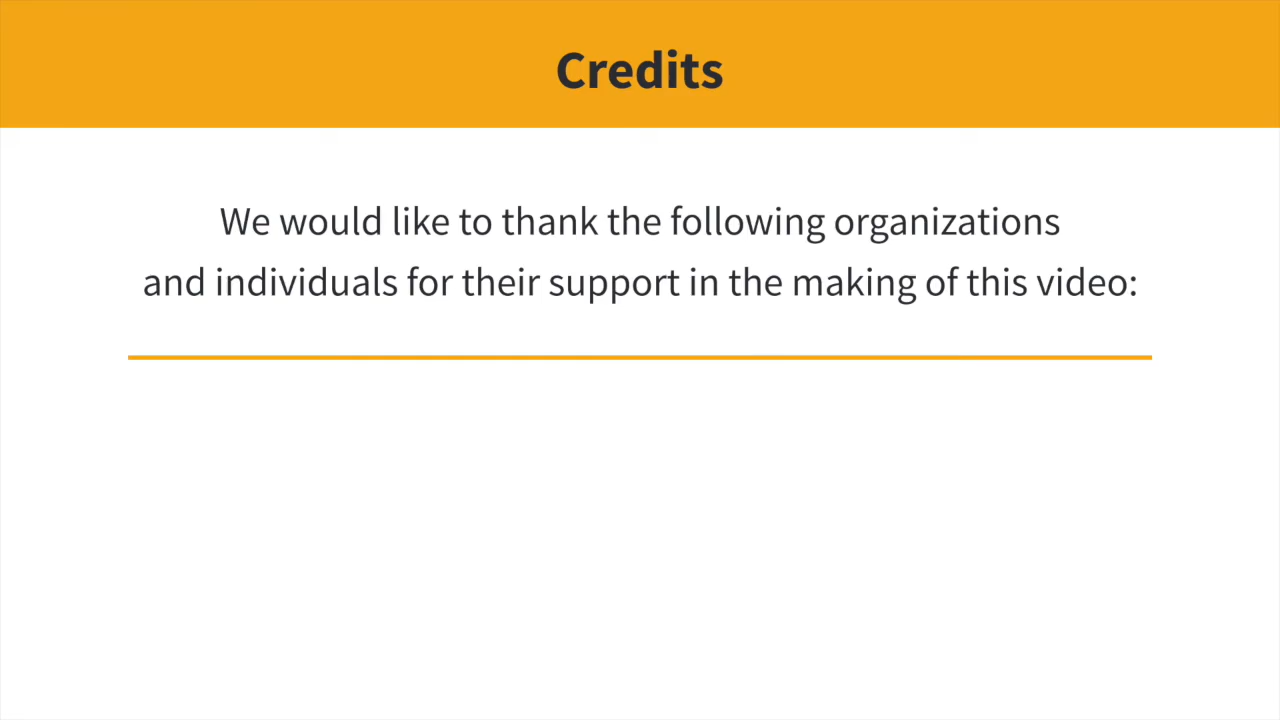 Credits
We would like to thank the following organizations
and individuals for their support in the making of this video: